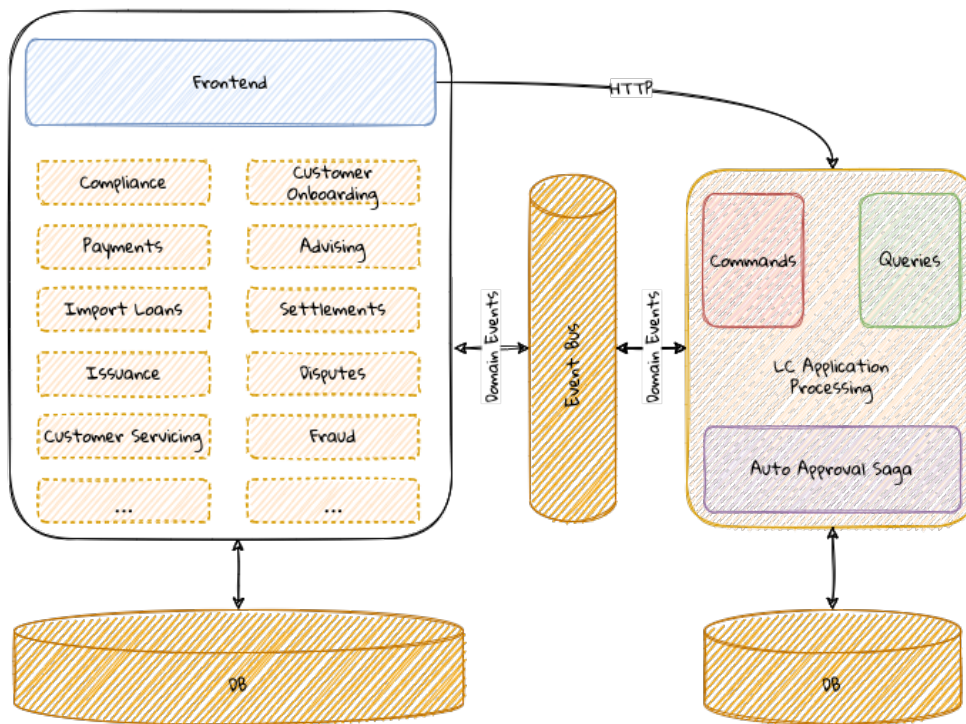 Frontend
HTTP
Compliance
Customer
Onboarding
Payments
Advising
Import Loans
Settlements
Issuance
Disputes
Customer Servicing
Fraud
...
...
Domain Events
Event Bus
Domain Events
Commands
Queries
LC Application
Processing
Auto Approval Saga
DB
DB